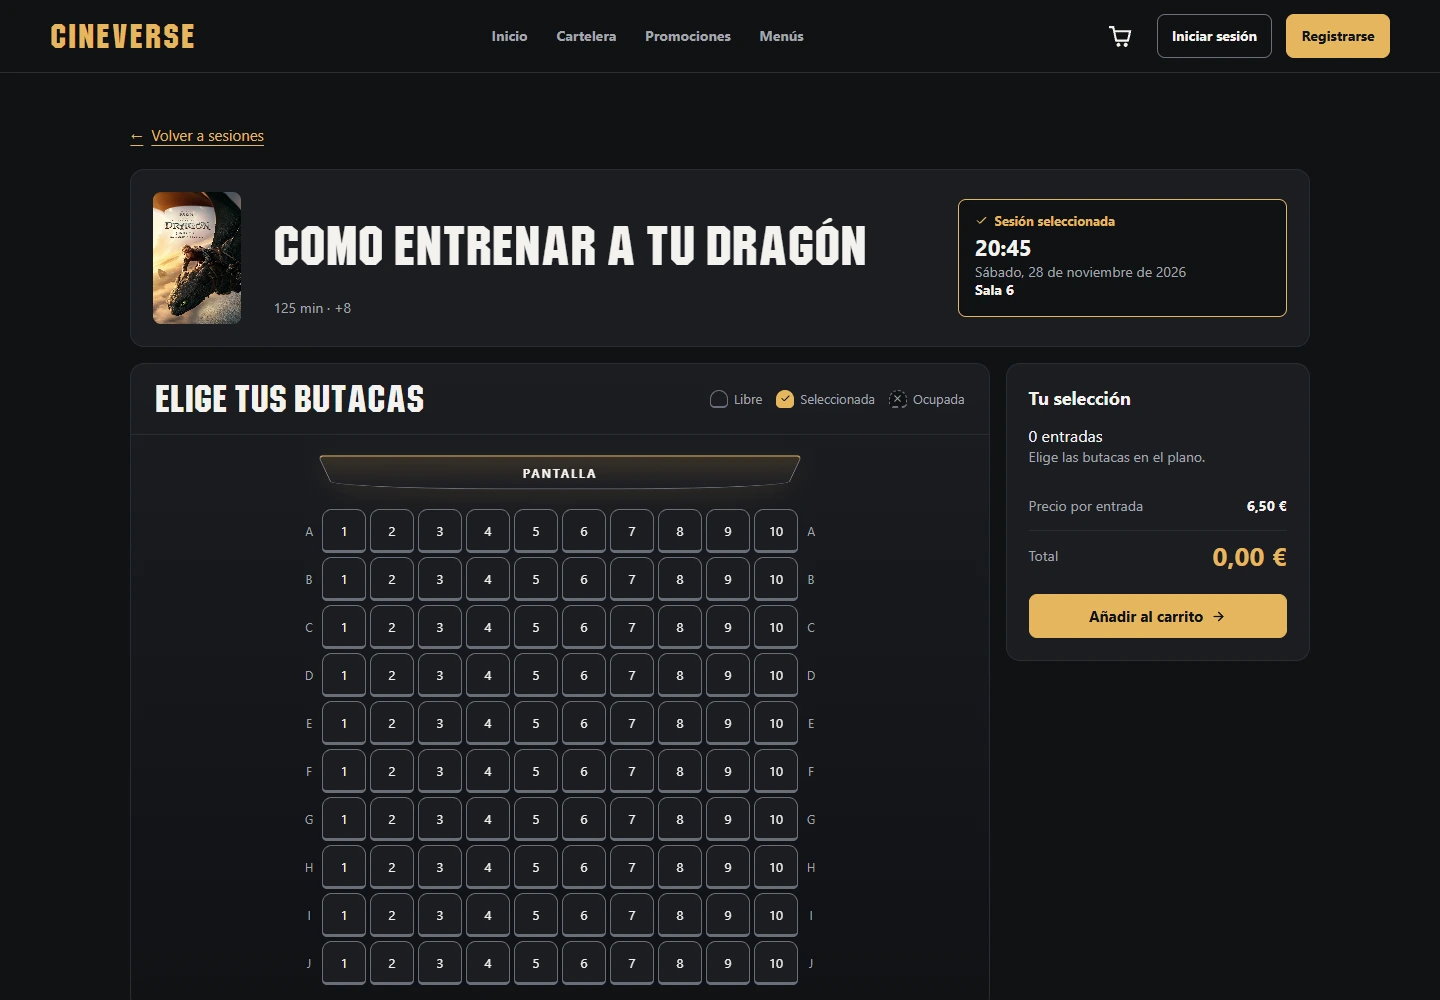 CINEVERSE
Inicio Cartelera Promociones Menús
Iniciar sesión Registrarse
← Volver a sesiones
DRAGÓN
COMO ENTRENAR A TU DRAGÓN
125 min · +8
✓ Sesión seleccionada
20:45
Sábado, 28 de noviembre de 2026
Sala 6
ELIGE TUS BUTACAS
Libre Seleccionada Ocupada
PANTALLA
A 1 2 3 4 5 6 7 8 9 10 A
B 1 2 3 4 5 6 7 8 9 10 B
C 1 2 3 4 5 6 7 8 9 10 C
D 1 2 3 4 5 6 7 8 9 10 D
E 1 2 3 4 5 6 7 8 9 10 E
F 1 2 3 4 5 6 7 8 9 10 F
G 1 2 3 4 5 6 7 8 9 10 G
H 1 2 3 4 5 6 7 8 9 10 H
I 1 2 3 4 5 6 7 8 9 10 I
J 1 2 3 4 5 6 7 8 9 10 J
Tu selección
0 entradas
Elige las butacas en el plano.
Precio por entrada 6,50 €
Total 0,00 €
Añadir al carrito →